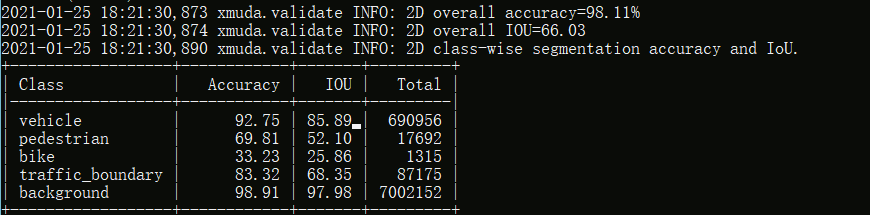 2021-01-25 18:21:30,873 xmuda.validate INFO: 2D overall accuracy=98.11%
2021-01-25 18:21:30,874 xmuda.validate INFO: 2D overall IOU=66.03
2021-01-25 18:21:30,890 xmuda.validate INFO: 2D class-wise segmentation accuracy and IoU.
+------------------+----------+-------+---------+
| Class            | Accuracy |   IOU |   Total |
|------------------+----------+-------+---------|
| vehicle          |    92.75 | 85.89 |  690956 |
| pedestrian       |    69.81 | 52.10 |   17692 |
| bike             |    33.23 | 25.86 |    1315 |
| traffic_boundary |    83.32 | 68.35 |   87175 |
| background       |    98.91 | 97.98 | 7002152 |
+------------------+----------+-------+---------+